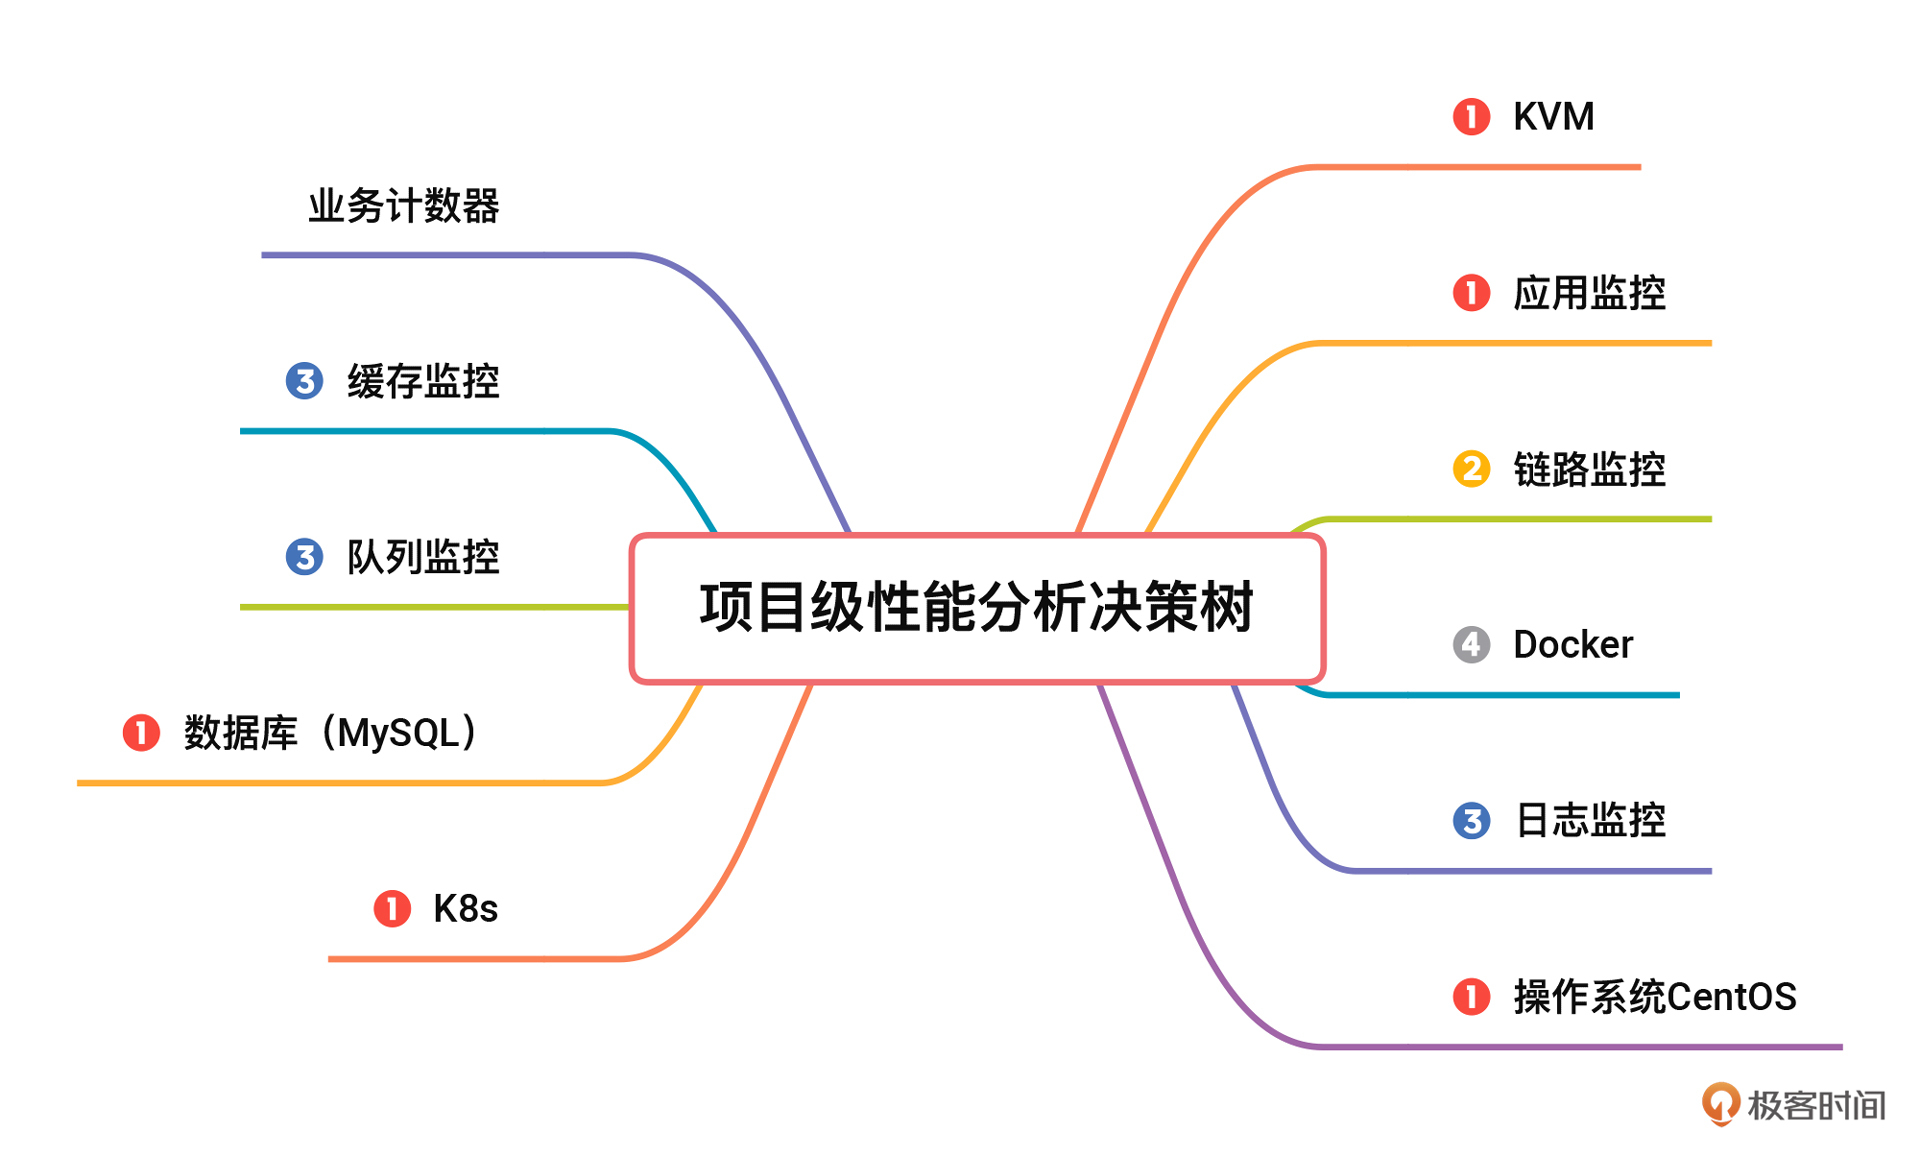 项目级性能分析决策树
1 KVM
1 应用监控
2 链路监控
4 Docker
3 日志监控
1 操作系统CentOS
业务计数器
3 缓存监控
3 队列监控
1 数据库（MySQL）
1 K8s
极客时间